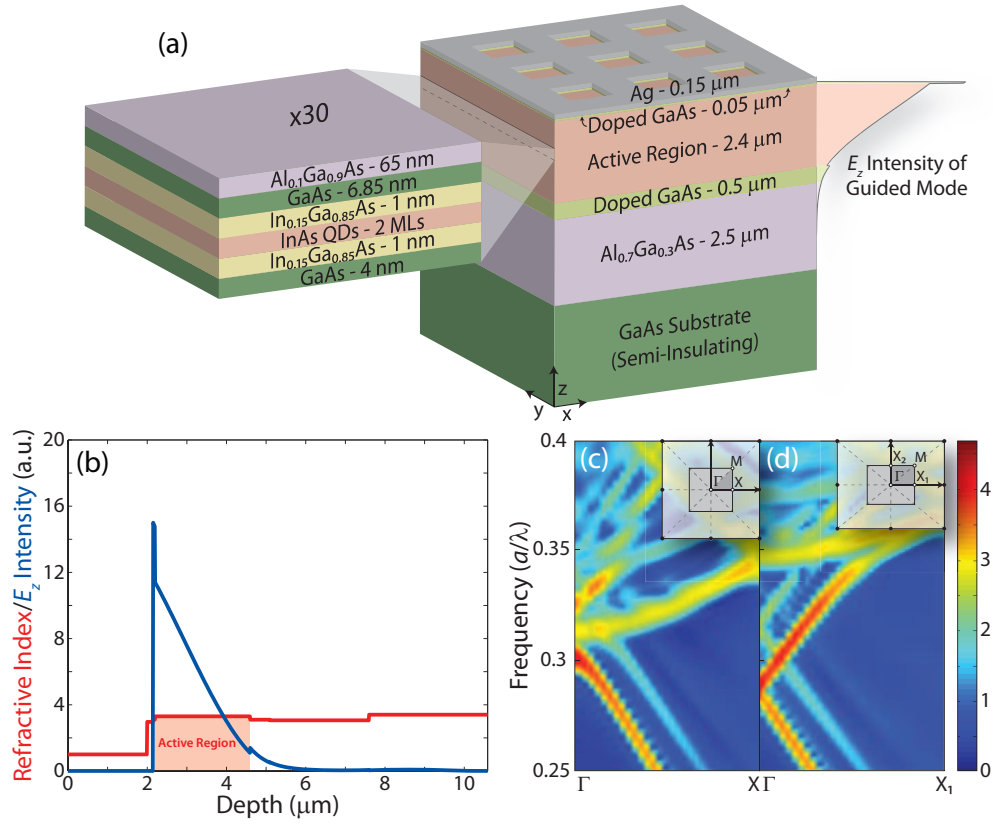 (a)
x30
Al0.1Ga0.9As - 65 nm
GaAs - 6.85 nm
In0.15Ga0.85As - 1 nm
InAs QDs - 2 MLs
In0.15Ga0.85As - 1 nm
GaAs - 4 nm
Ag - 0.15 μm
Doped GaAs - 0.05 μm
Active Region - 2.4 μm
Doped GaAs - 0.5 μm
Al0.7Ga0.3As - 2.5 μm
GaAs Substrate
(Semi-Insulating)
z
y
x
Ez Intensity of
Guided Mode
(b)
Refractive Index/Ez Intensity (a.u.)
20
16
12
8
4
0
Active Region
0
2
4
6
8
10
Depth (μm)
(c)
Frequency (a/λ)
0.4
0.35
0.3
0.25
Γ
X
M
Γ
X
(d)
X2
M
Γ
X1
Γ
X1
4
3
2
1
0